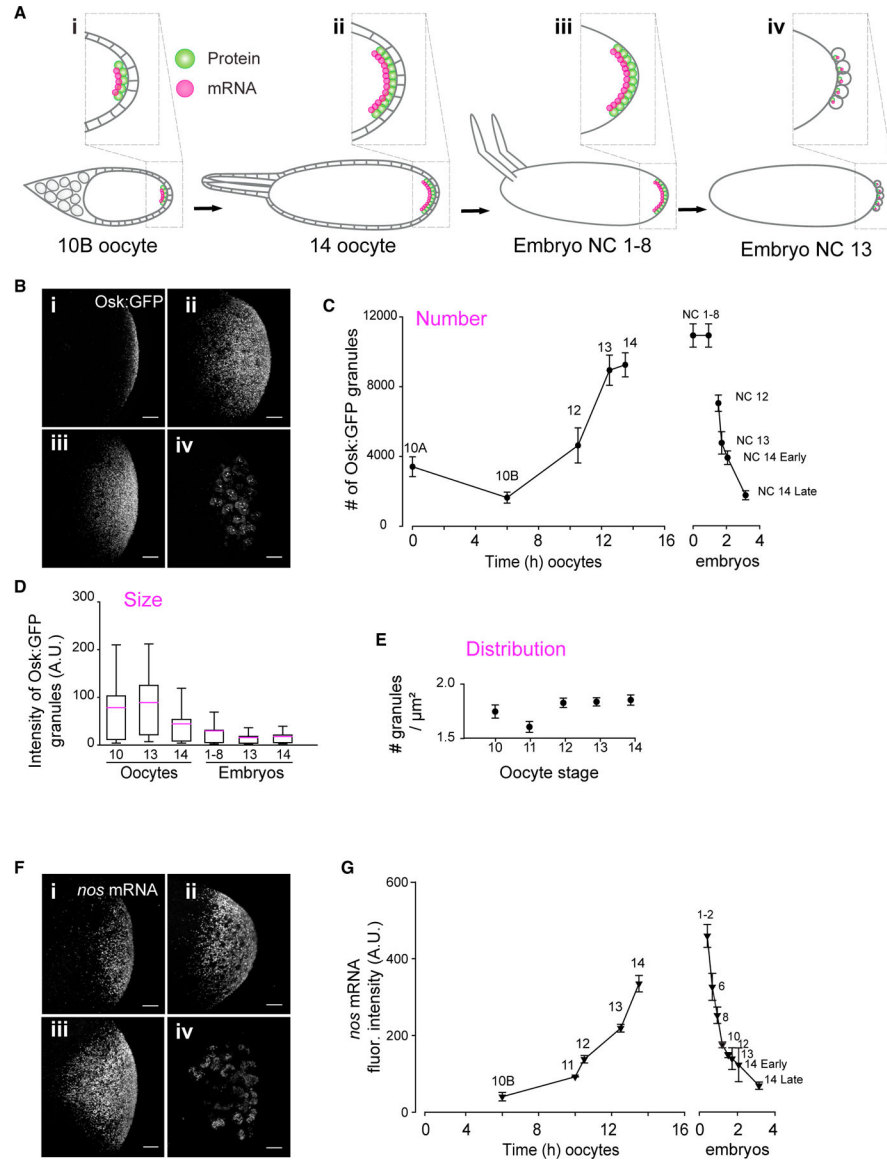 A
i
ii
iii
iv
Protein
mRNA
10B oocyte
14 oocyte
Embryo NC 1-8
Embryo NC 13
B
i
Osk:GFP
ii
iii
iv
C
Number
# of Osk:GFP granules
12000
8000
4000
0
10A
10B
12
13
14
NC 1-8
NC 12
NC 13
NC 14 Early
NC 14 Late
0 4 8 12 16
0 2 4
Time (h) oocytes
embryos
D
Size
Intensity of Osk:GFP
granules (A.U.)
300
200
100
0
10 13 14 1-8 13 14
Oocytes
Embryos
E
Distribution
# granules
/ µm²
2.0
1.5
10 11 12 13 14
Oocyte stage
F
i
nos mRNA
ii
iii
iv
G
nos mRNA
fluor. intensity (A.U.)
600
400
200
0
10B
11
12
13
14
1-2
6
8
10
12
13
14 Early
14 Late
0 4 8 12 16
0 2 4
Time (h) oocytes
embryos